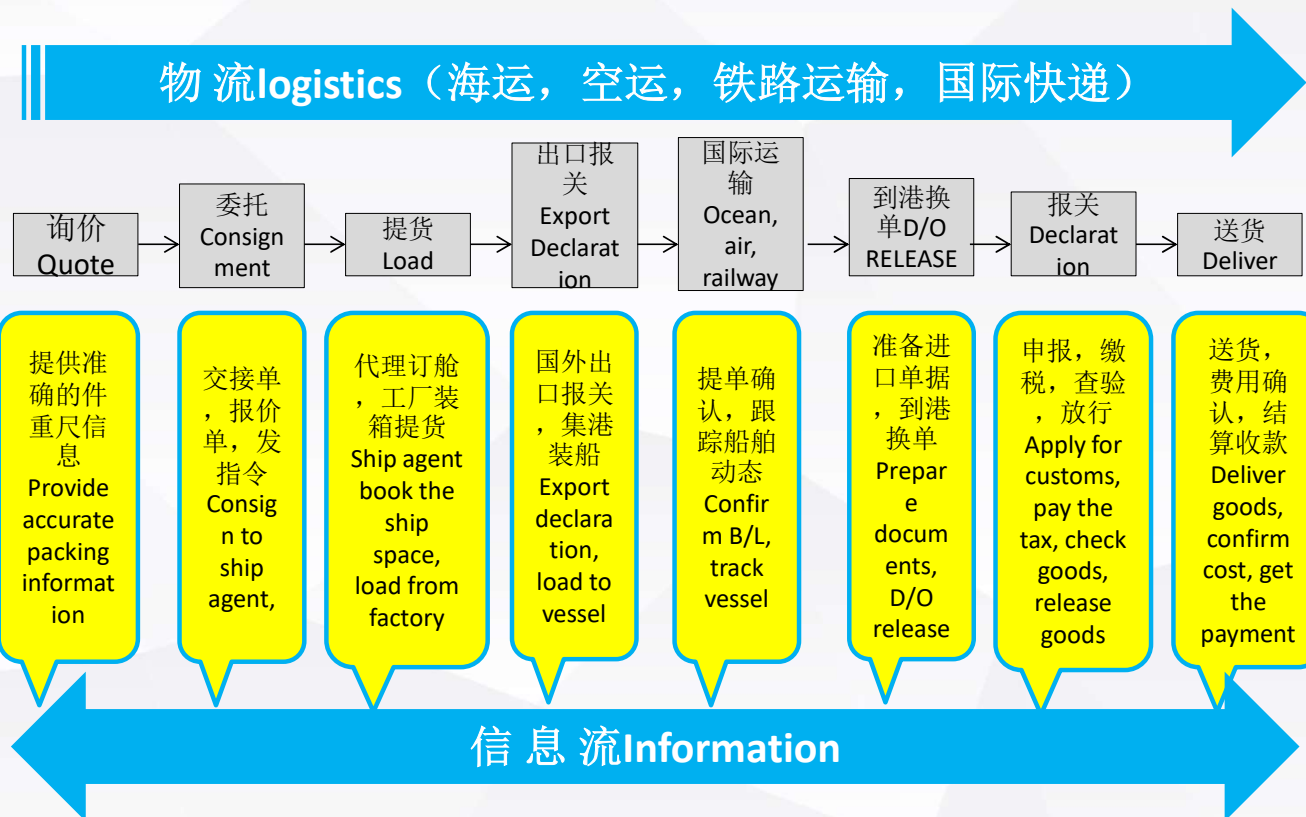 物 流logistics（海运，空运，铁路运输，国际快递）
询价
Quote
委托
Consign
ment
提货
Load
出口报
关
Export
Declarat
ion
国际运
输
Ocean,
air,
railway
到港换
单D/O
RELEASE
报关
Declarat
ion
送货
Deliver
提供准
确的件
重尺信
息
Provide
accurate
packing
informat
ion
交接单
，报价
单，发
指令
Consig
n to
ship
agent,
代理订舱
，工厂装
箱提货
Ship agent
book the
ship
space,
load from
factory
国外出
口报关
，集港
装船
Export
declara
tion,
load to
vessel
提单确
认，跟
踪船舶
动态
Confir
m B/L,
track
vessel
准备进
口单据
，到港
换单
Prepar
e
docum
ents,
D/O
release
申报，缴
税，查验
，放行
Apply for
customs,
pay the
tax, check
goods,
release
goods
送货，
费用确
认，结
算收款
Deliver
goods,
confirm
cost, get
the
payment
信 息 流Information